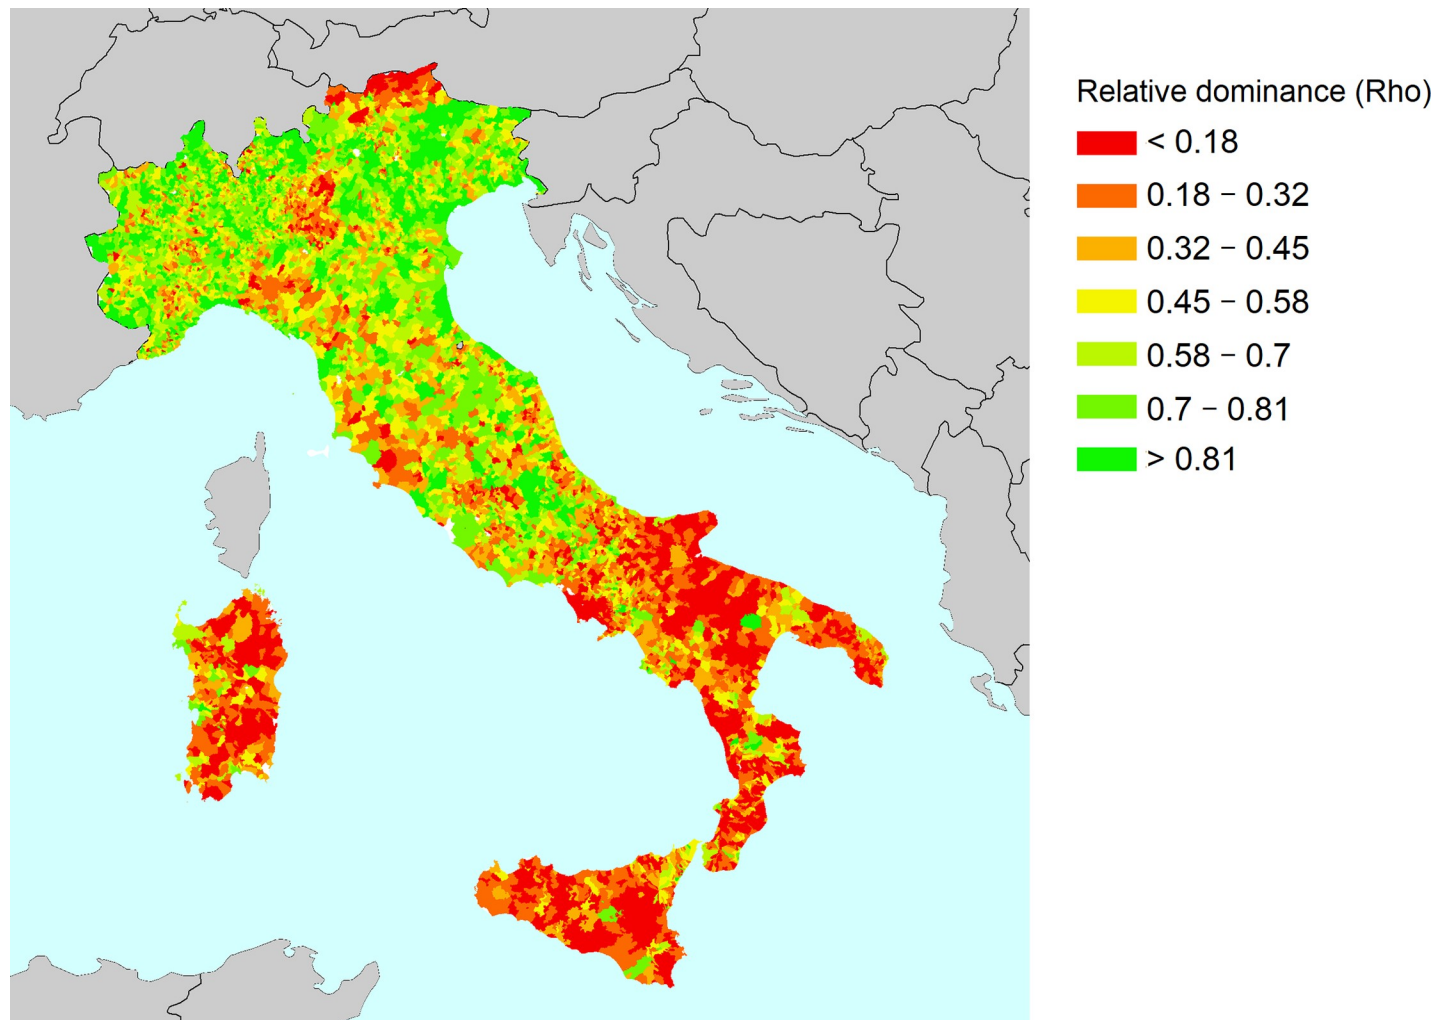 Relative dominance (Rho)
< 0.18
0.18 – 0.32
0.32 – 0.45
0.45 – 0.58
0.58 – 0.7
0.7 – 0.81
> 0.81